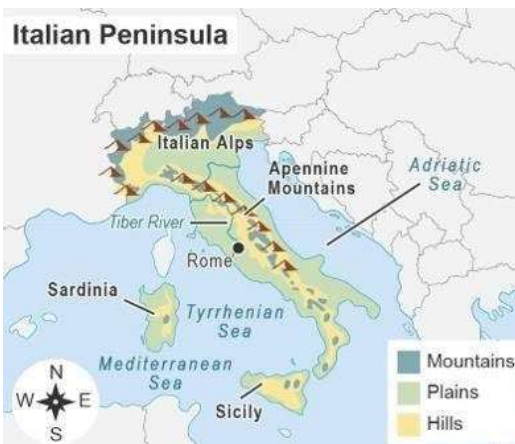 Italian Peninsula
Italian Alps
Apennine
Mountains
Adriatic
Sea
Tiber River
Rome
Sardinia
Tyrrhenian
Sea
Mediterranean
Sea
Sicily
N
W E
S
Mountains
Plains
Hills